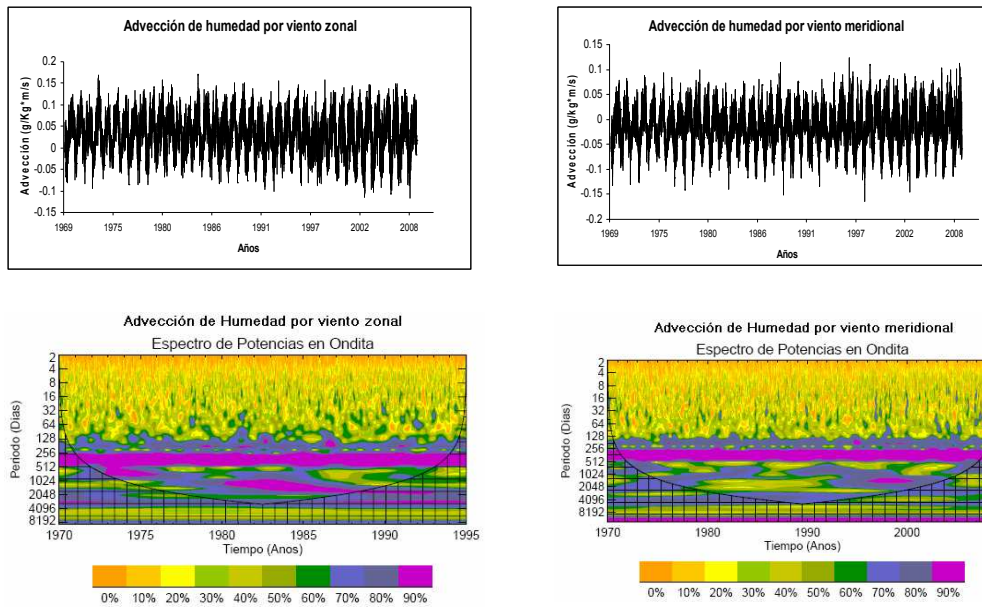 Advección de humedad por viento zonal
0.2
0.15
0.1
0.05
0
-0.05
-0.1
-0.15
Advección (g/Kg*m/s)
1969 1975 1980 1986 1991 1997 2002 2008
Años
Advección de humedad por viento meridional
0.15
0.1
0.05
0
-0.05
-0.1
-0.15
-0.2
Advección (g/Kg*m/s)
1969 1975 1980 1986 1991 1997 2002 2008
Años
Advección de Humedad por viento zonal
Espectro de Potencias en Ondita
2
4
8
16
32
64
128
256
512
1024
2048
4096
8192
Periodo (Dias)
1970 1975 1980 1985 1990 1995
Tiempo (Anos)
0% 10% 20% 30% 40% 50% 60% 70% 80% 90%
Advección de Humedad por viento meridional
Espectro de Potencias en Ondita
2
4
8
16
32
64
128
256
512
1024
2048
4096
8192
Periodo (Dias)
1970 1980 1990 2000
Tiempo (Anos)
0% 10% 20% 30% 40% 50% 60% 70% 80% 90%